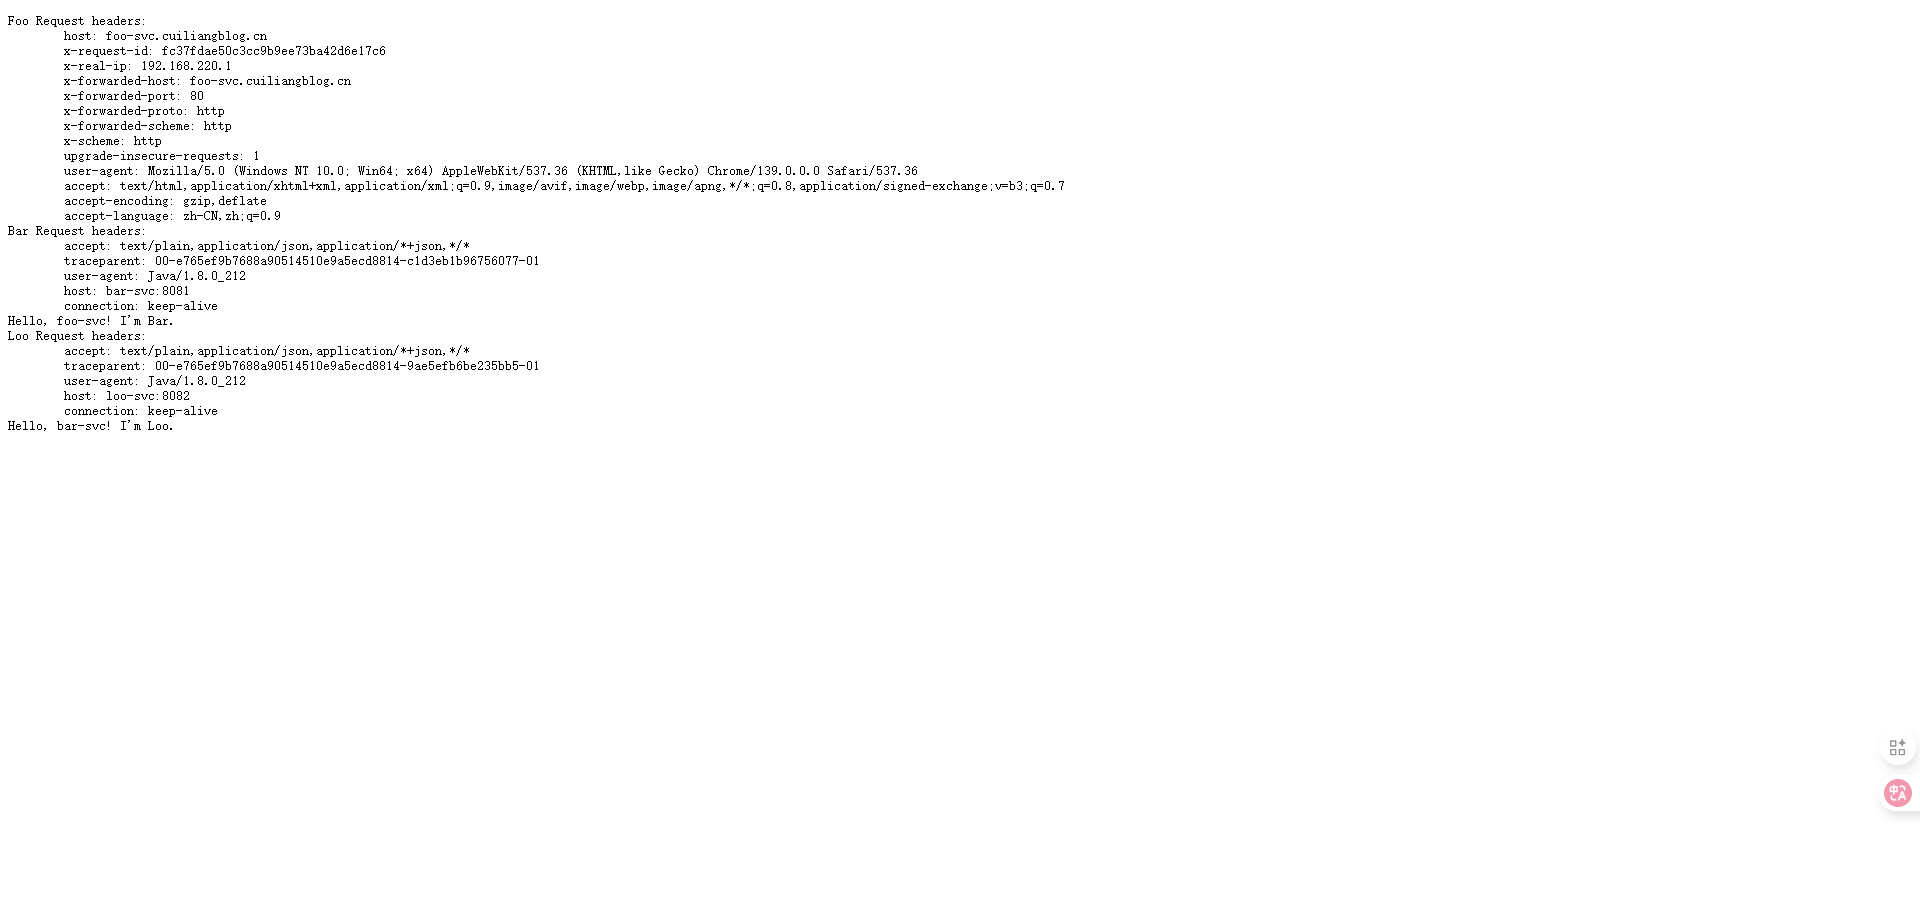 Foo Request headers:
host: foo-svc.cuiliangblog.cn
x-request-id: fc37fdae50c3cc9b9ee73ba42d6e17c6
x-real-ip: 192.168.220.1
x-forwarded-host: foo-svc.cuiliangblog.cn
x-forwarded-port: 80
x-forwarded-proto: http
x-forwarded-scheme: http
x-scheme: http
upgrade-insecure-requests: 1
user-agent: Mozilla/5.0 (Windows NT 10.0; Win64; x64) AppleWebKit/537.36 (KHTML,like Gecko) Chrome/139.0.0.0 Safari/537.36
accept: text/html,application/xhtml+xml,application/xml;q=0.9,image/avif,image/webp,image/apng,*/*;q=0.8,application/signed-exchange;v=b3;q=0.7
accept-encoding: gzip,deflate
accept-language: zh-CN,zh;q=0.9
Bar Request headers:
accept: text/plain,application/json,application/*+json,*/*
traceparent: 00-e765ef9b7688a90514510e9a5ecd8814-c1d3eb1b96756077-01
user-agent: Java/1.8.0_212
host: bar-svc:8081
connection: keep-alive
Hello, foo-svc! I'm Bar.
Loo Request headers:
accept: text/plain,application/json,application/*+json,*/*
traceparent: 00-e765ef9b7688a90514510e9a5ecd8814-9ae5efb6be235bb5-01
user-agent: Java/1.8.0_212
host: loo-svc:8082
connection: keep-alive
Hello, bar-svc! I'm Loo.
中A